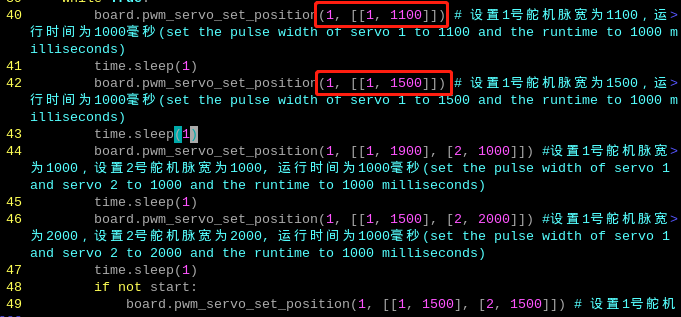 40         board.pwm_servo_set_position(1, [[1, 1100]]) # 设置1号舵机脉宽为1100，运>
行时间为1000毫秒(set the pulse width of servo 1 to 1100 and the runtime to 1000 m
illiseconds)
41         time.sleep(1)
42         board.pwm_servo_set_position(1, [[1, 1500]]) # 设置1号舵机脉宽为1500，运>
行时间为1000毫秒(set the pulse width of servo 1 to 1500 and the runtime to 1000 m
illiseconds)
43         time.sleep(1)
44         board.pwm_servo_set_position(1, [[1, 1900], [2, 1000]]) #设置1号舵机脉宽>
为1000，设置2号舵机脉宽为1000, 运行时间为1000毫秒(set the pulse width of servo 1
and servo 2 to 1000 and the runtime to 1000 milliseconds)
45         time.sleep(1)
46         board.pwm_servo_set_position(1, [[1, 1500], [2, 2000]]) #设置1号舵机脉宽>
为2000，设置2号舵机脉宽为2000, 运行时间为1000毫秒(set the pulse width of servo 1
and servo 2 to 2000 and the runtime to 1000 milliseconds)
47         time.sleep(1)
48         if not start:
49             board.pwm_servo_set_position(1, [[1, 1500], [2, 1500]]) # 设置1号舵机